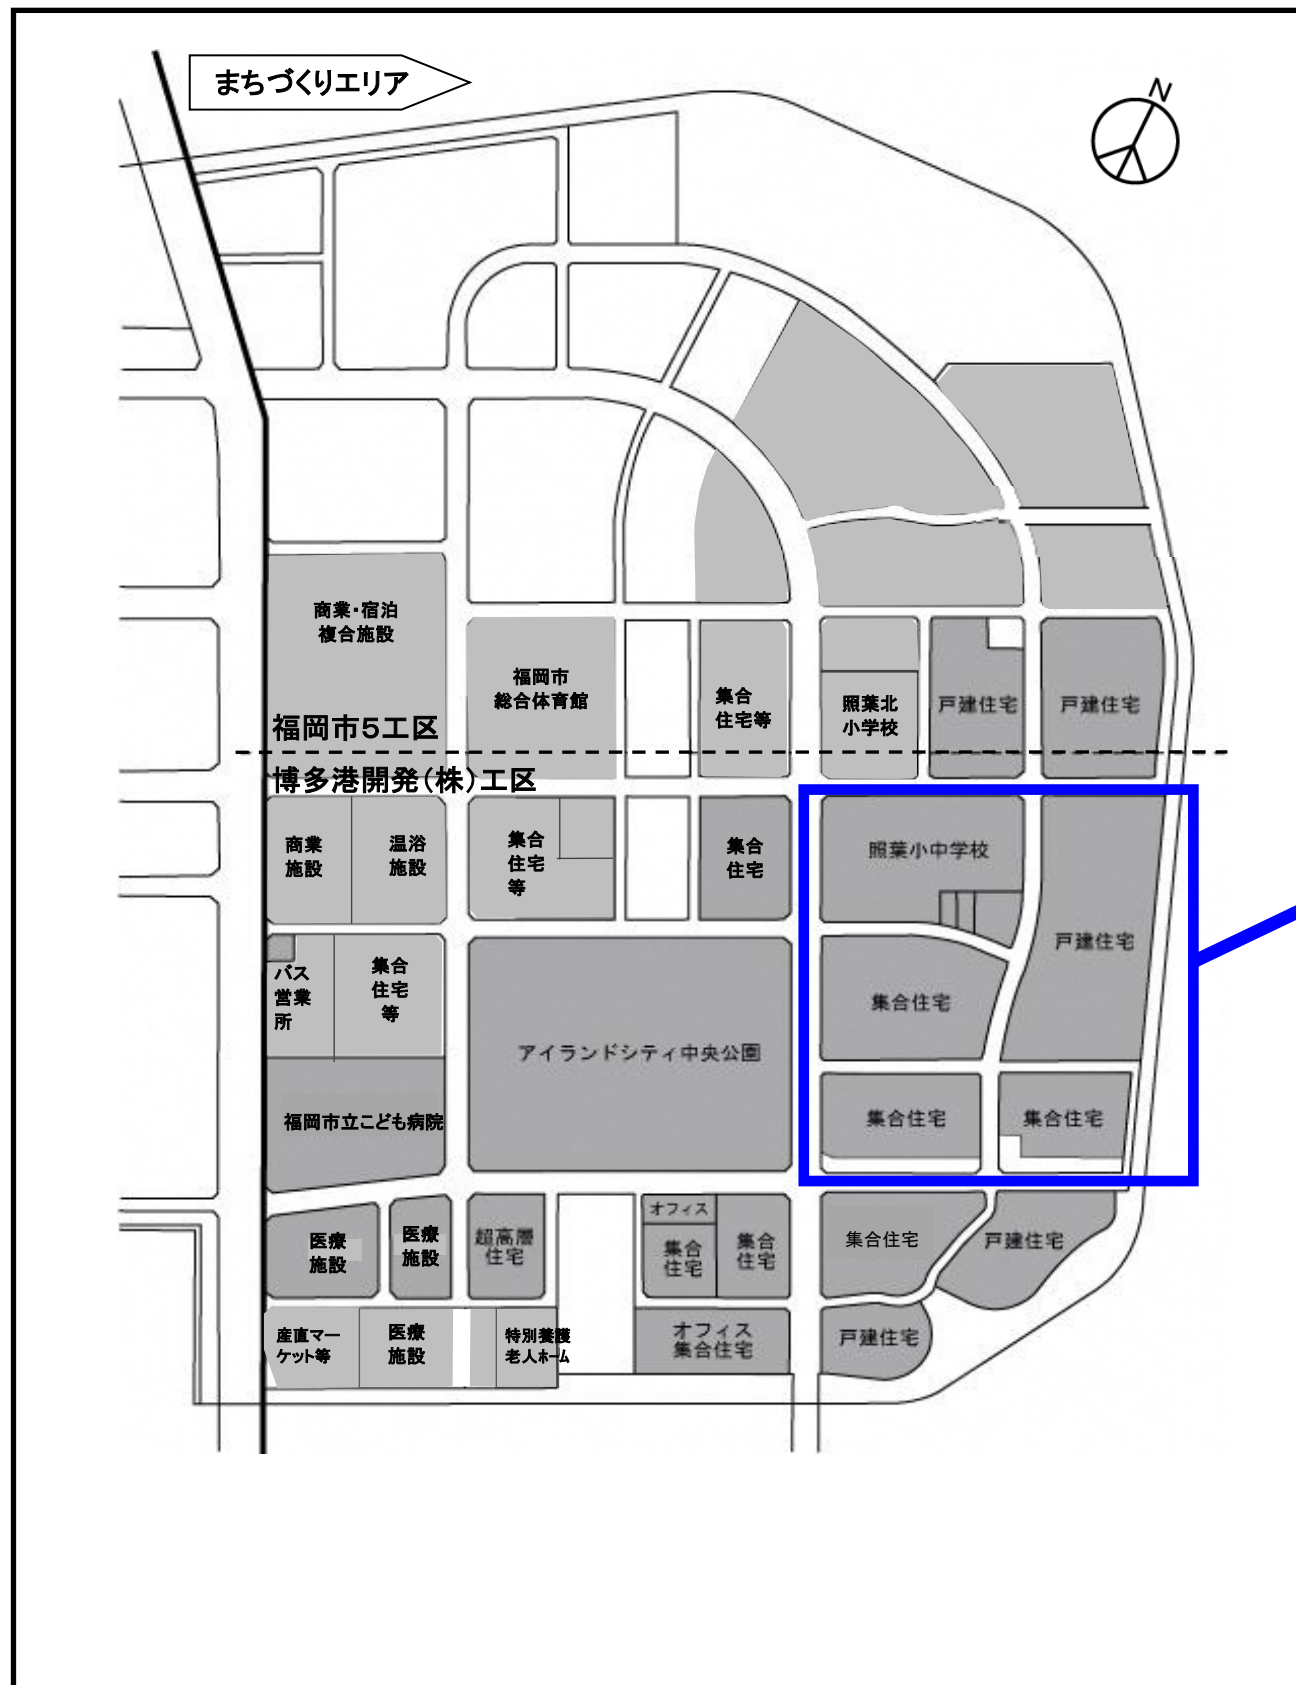 まちづくりエリア
N
商業・宿泊
複合施設
福岡市
総合体育館
集合
住宅等
照葉北
小学校
戸建住宅
戸建住宅
福岡市5工区
博多港開発(株)工区
商業
施設
温浴
施設
集合
住宅
等
集合
住宅
照葉小中学校
戸建住宅
バス
営業
所
集合
住宅
等
集合住宅
アイランドシティ中央公園
福岡市立こども病院
集合住宅
集合住宅
医療
施設
医療
施設
超高層
住宅
オフィス
集合
住宅
集合
住宅
集合住宅
戸建住宅
産直マー
ケット等
医療
施設
特別養護
老人ホーム
オフィス
集合住宅
戸建住宅